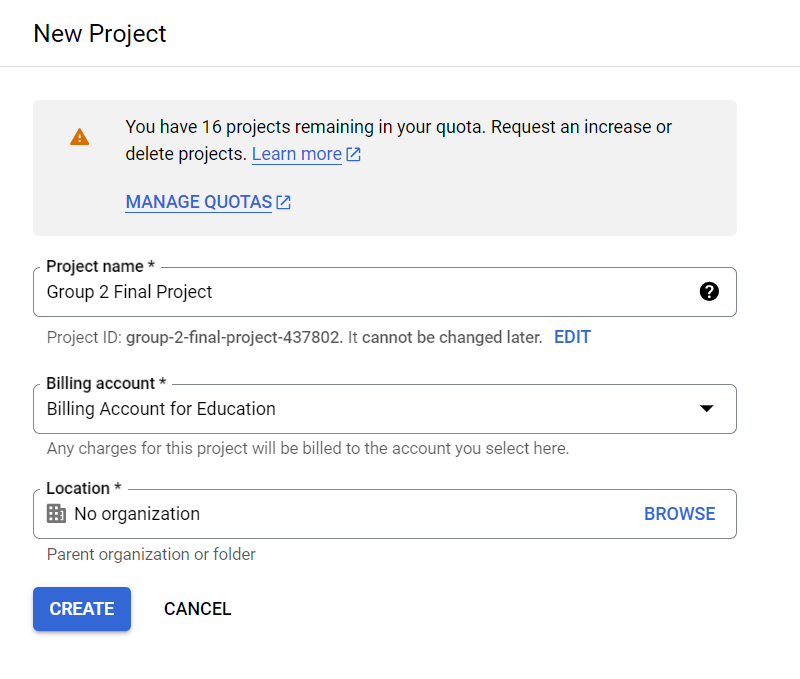 New Project
You have 16 projects remaining in your quota. Request an increase or
delete projects. Learn more
MANAGE QUOTAS
Project name *
Group 2 Final Project
Project ID: group-2-final-project-437802. It cannot be changed later. EDIT
Billing account *
Billing Account for Education
Any charges for this project will be billed to the account you select here.
Location *
No organization BROWSE
Parent organization or folder
CREATE CANCEL